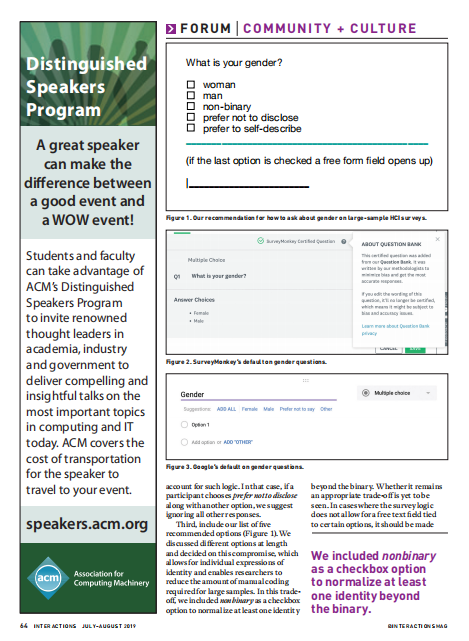 Distinguished
Speakers
Program
A great speaker
can make the
difference between
a good event and
a WOW event!
Students and faculty
can take advantage of
ACM's Distinguished
Speakers Program
to invite renowned
thought leaders in
academia, industry
and government to
deliver compelling and
insightful talks on the
most important topics
in computing and IT
today. ACM covers the
cost of transportation
for the speaker to
travel to your event.
speakers.acm.org
acm
Association for
Computing Machinery
FORUM | COMMUNITY + CULTURE
What is your gender?
woman
man
non-binary
prefer not to disclose
prefer to self-describe
(if the last option is checked a free form field opens up)
Figure 1. Our recommendation for how to ask about gender on large-sample HCI surveys.
SurveyMonkey Certified Question
Multiple Choice
Q1 What is your gender?
Answer Choices
• Female
• Male
ABOUT QUESTION BANK
This certified question was added
from our Question Bank. It was
written by our methodologists to
minimize bias and get the most
accurate responses.
If you edit the wording of this
question, it'll no longer be certified,
which means it might be subject to
bias and accuracy issues.
Learn more about Question Bank
privacy
CANCEL
Figure 2. SurveyMonkey's default on gender questions.
Gender
Multiple choice
Suggestions: ADD ALL Female Male Prefer not to say Other
Option 1
Add option or ADD "OTHER"
Figure 3. Google's default on gender questions.
account for such logic. In that case, if a
participant chooses prefer not to disclose
along with another option, we suggest
ignoring all other responses.
Third, include our list of five
recommended options (Figure 1). We
discussed different options at length
and decided on this compromise, which
allows for individual expressions of
identity and enables researchers to
reduce the amount of manual coding
required for large samples. In this trade-
off, we included nonbinary as a checkbox
option to normalize at least one identity
beyond the binary. Whether it remains
an appropriate trade-off is yet to be
seen. In cases where the survey logic
does not allow for a free text field tied
to certain options, it should be made
We included nonbinary
as a checkbox option
to normalize at least
one identity beyond
the binary.
64 INTERACTIONS JULY–AUGUST 2019
@INTERACTIONSMAG